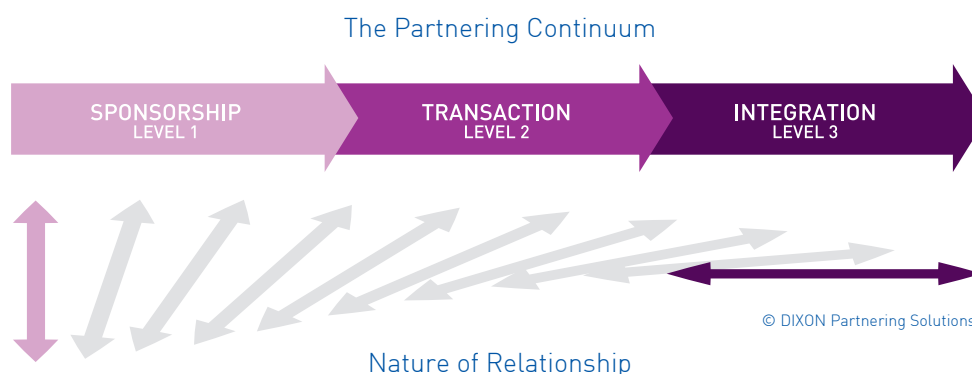 The Partnering Continuum
SPONSORSHIP
LEVEL 1
TRANSACTION
LEVEL 2
INTEGRATION
LEVEL 3
© DIXON Partnering Solutions
Nature of Relationship